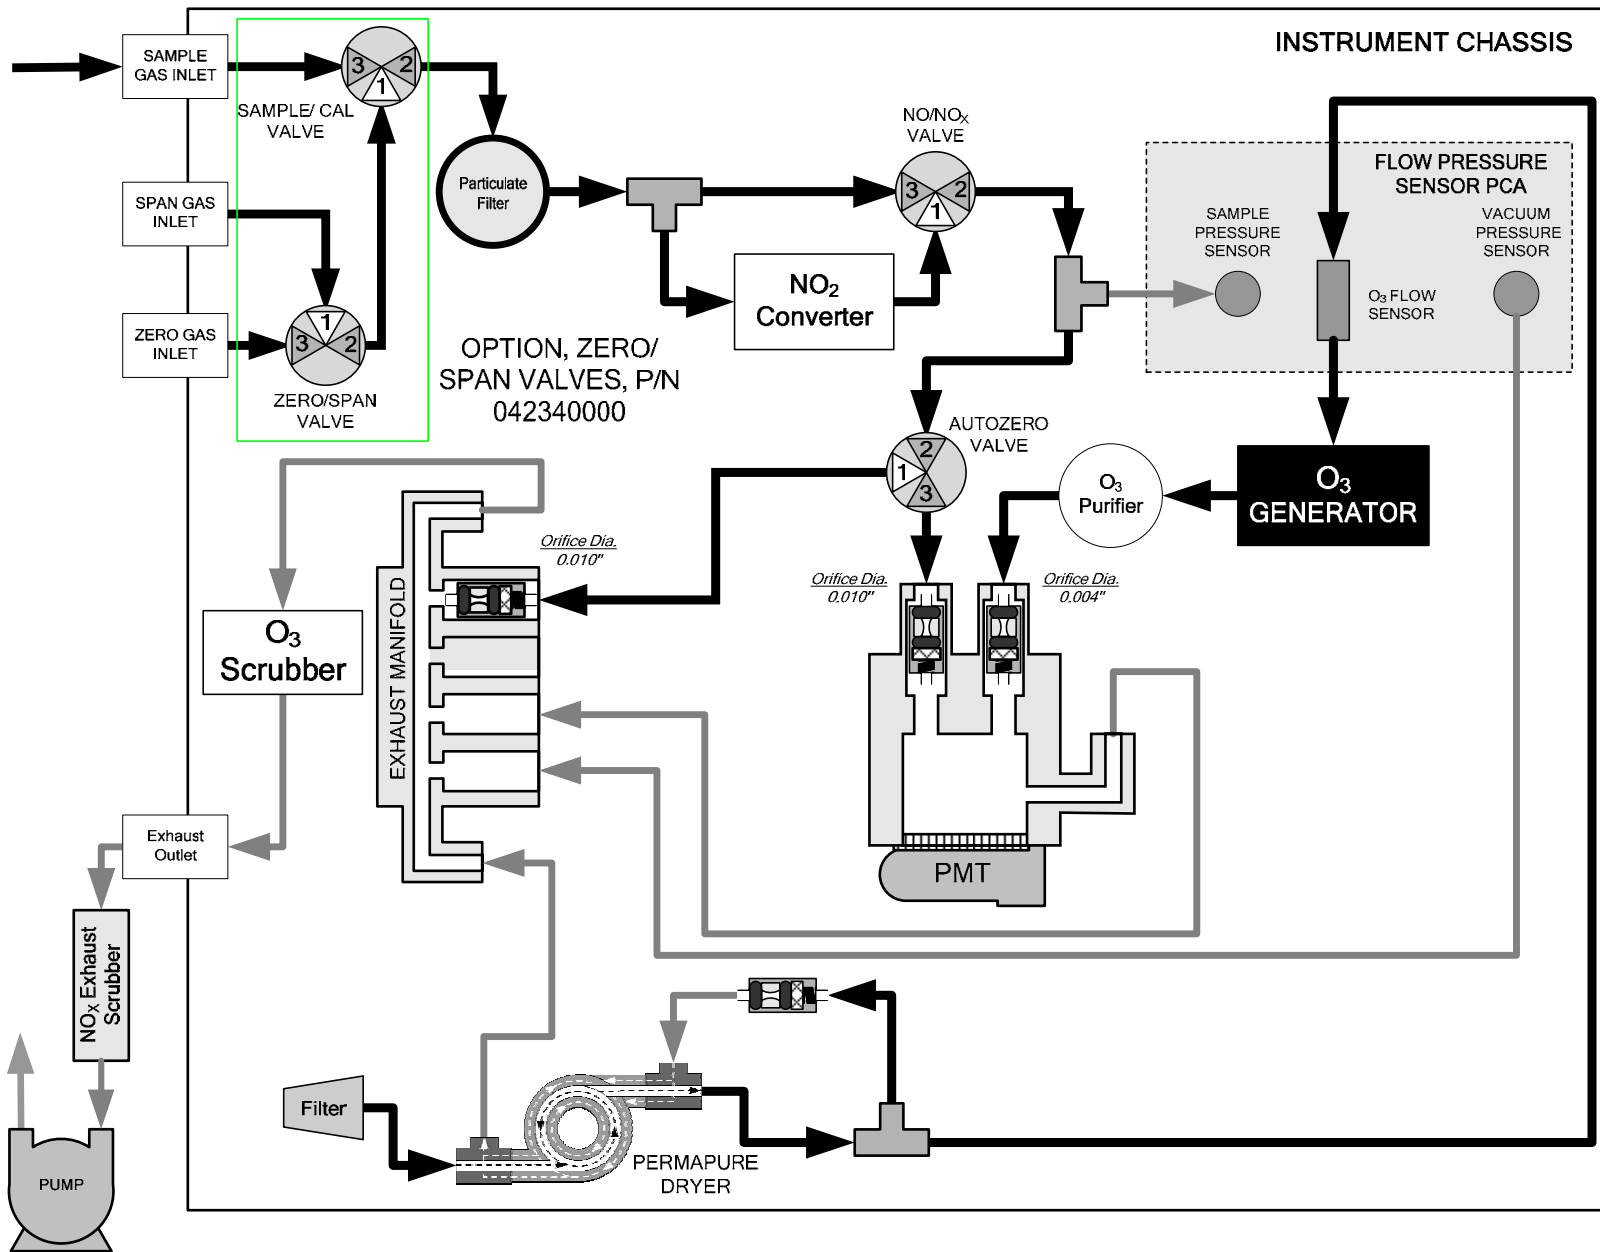 INSTRUMENT CHASSIS
SAMPLE
GAS INLET
3 2
1
SAMPLE/ CAL
VALVE
SPAN GAS
INLET
ZERO GAS
INLET
1
3 2
ZERO/SPAN
VALVE
OPTION, ZERO/
SPAN VALVES, P/N
042340000
Particulate
Filter
NO/NOX
VALVE
3 2
1
NO2
Converter
FLOW PRESSURE
SENSOR PCA
SAMPLE
PRESSURE
SENSOR
VACUUM
PRESSURE
SENSOR
O3 FLOW
SENSOR
AUTOZERO
VALVE
2
1
3
O3
Purifier
O3
GENERATOR
Orifice Dia.
0.010"
Orifice Dia.
0.010"
Orifice Dia.
0.004"
EXHAUST MANIFOLD
O3
Scrubber
Exhaust
Outlet
PMT
NOX Exhaust
Scrubber
PUMP
Filter
PERMAPURE
DRYER